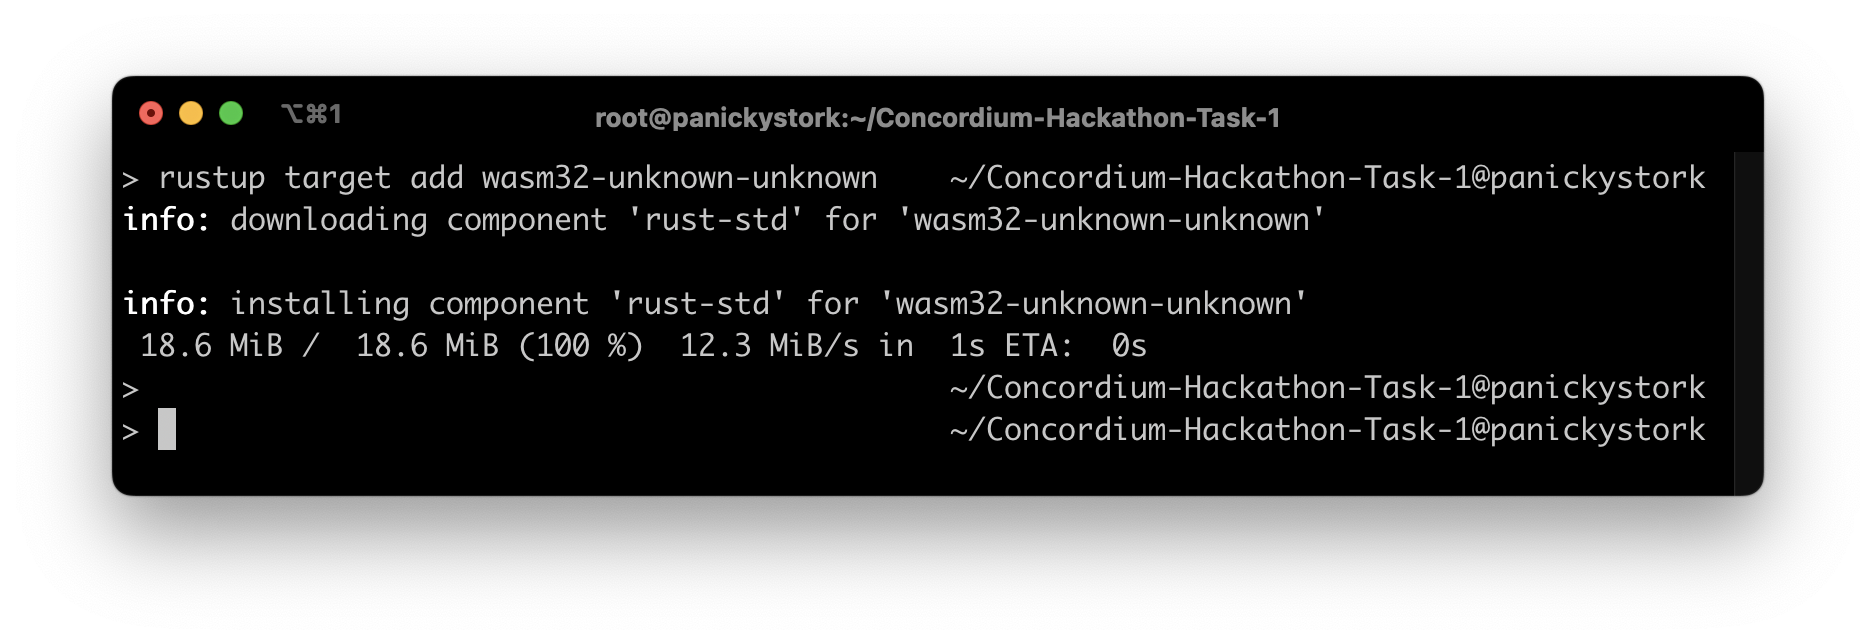 ⌥⌘1
root@panickystork:~/Concordium-Hackathon-Task-1
> rustup target add wasm32-unknown-unknown    ~/Concordium-Hackathon-Task-1@panickystork
info: downloading component 'rust-std' for 'wasm32-unknown-unknown'
info: installing component 'rust-std' for 'wasm32-unknown-unknown'
 18.6 MiB /  18.6 MiB (100 %)  12.3 MiB/s in  1s ETA:  0s
>                                             ~/Concordium-Hackathon-Task-1@panickystork
>                                             ~/Concordium-Hackathon-Task-1@panickystork